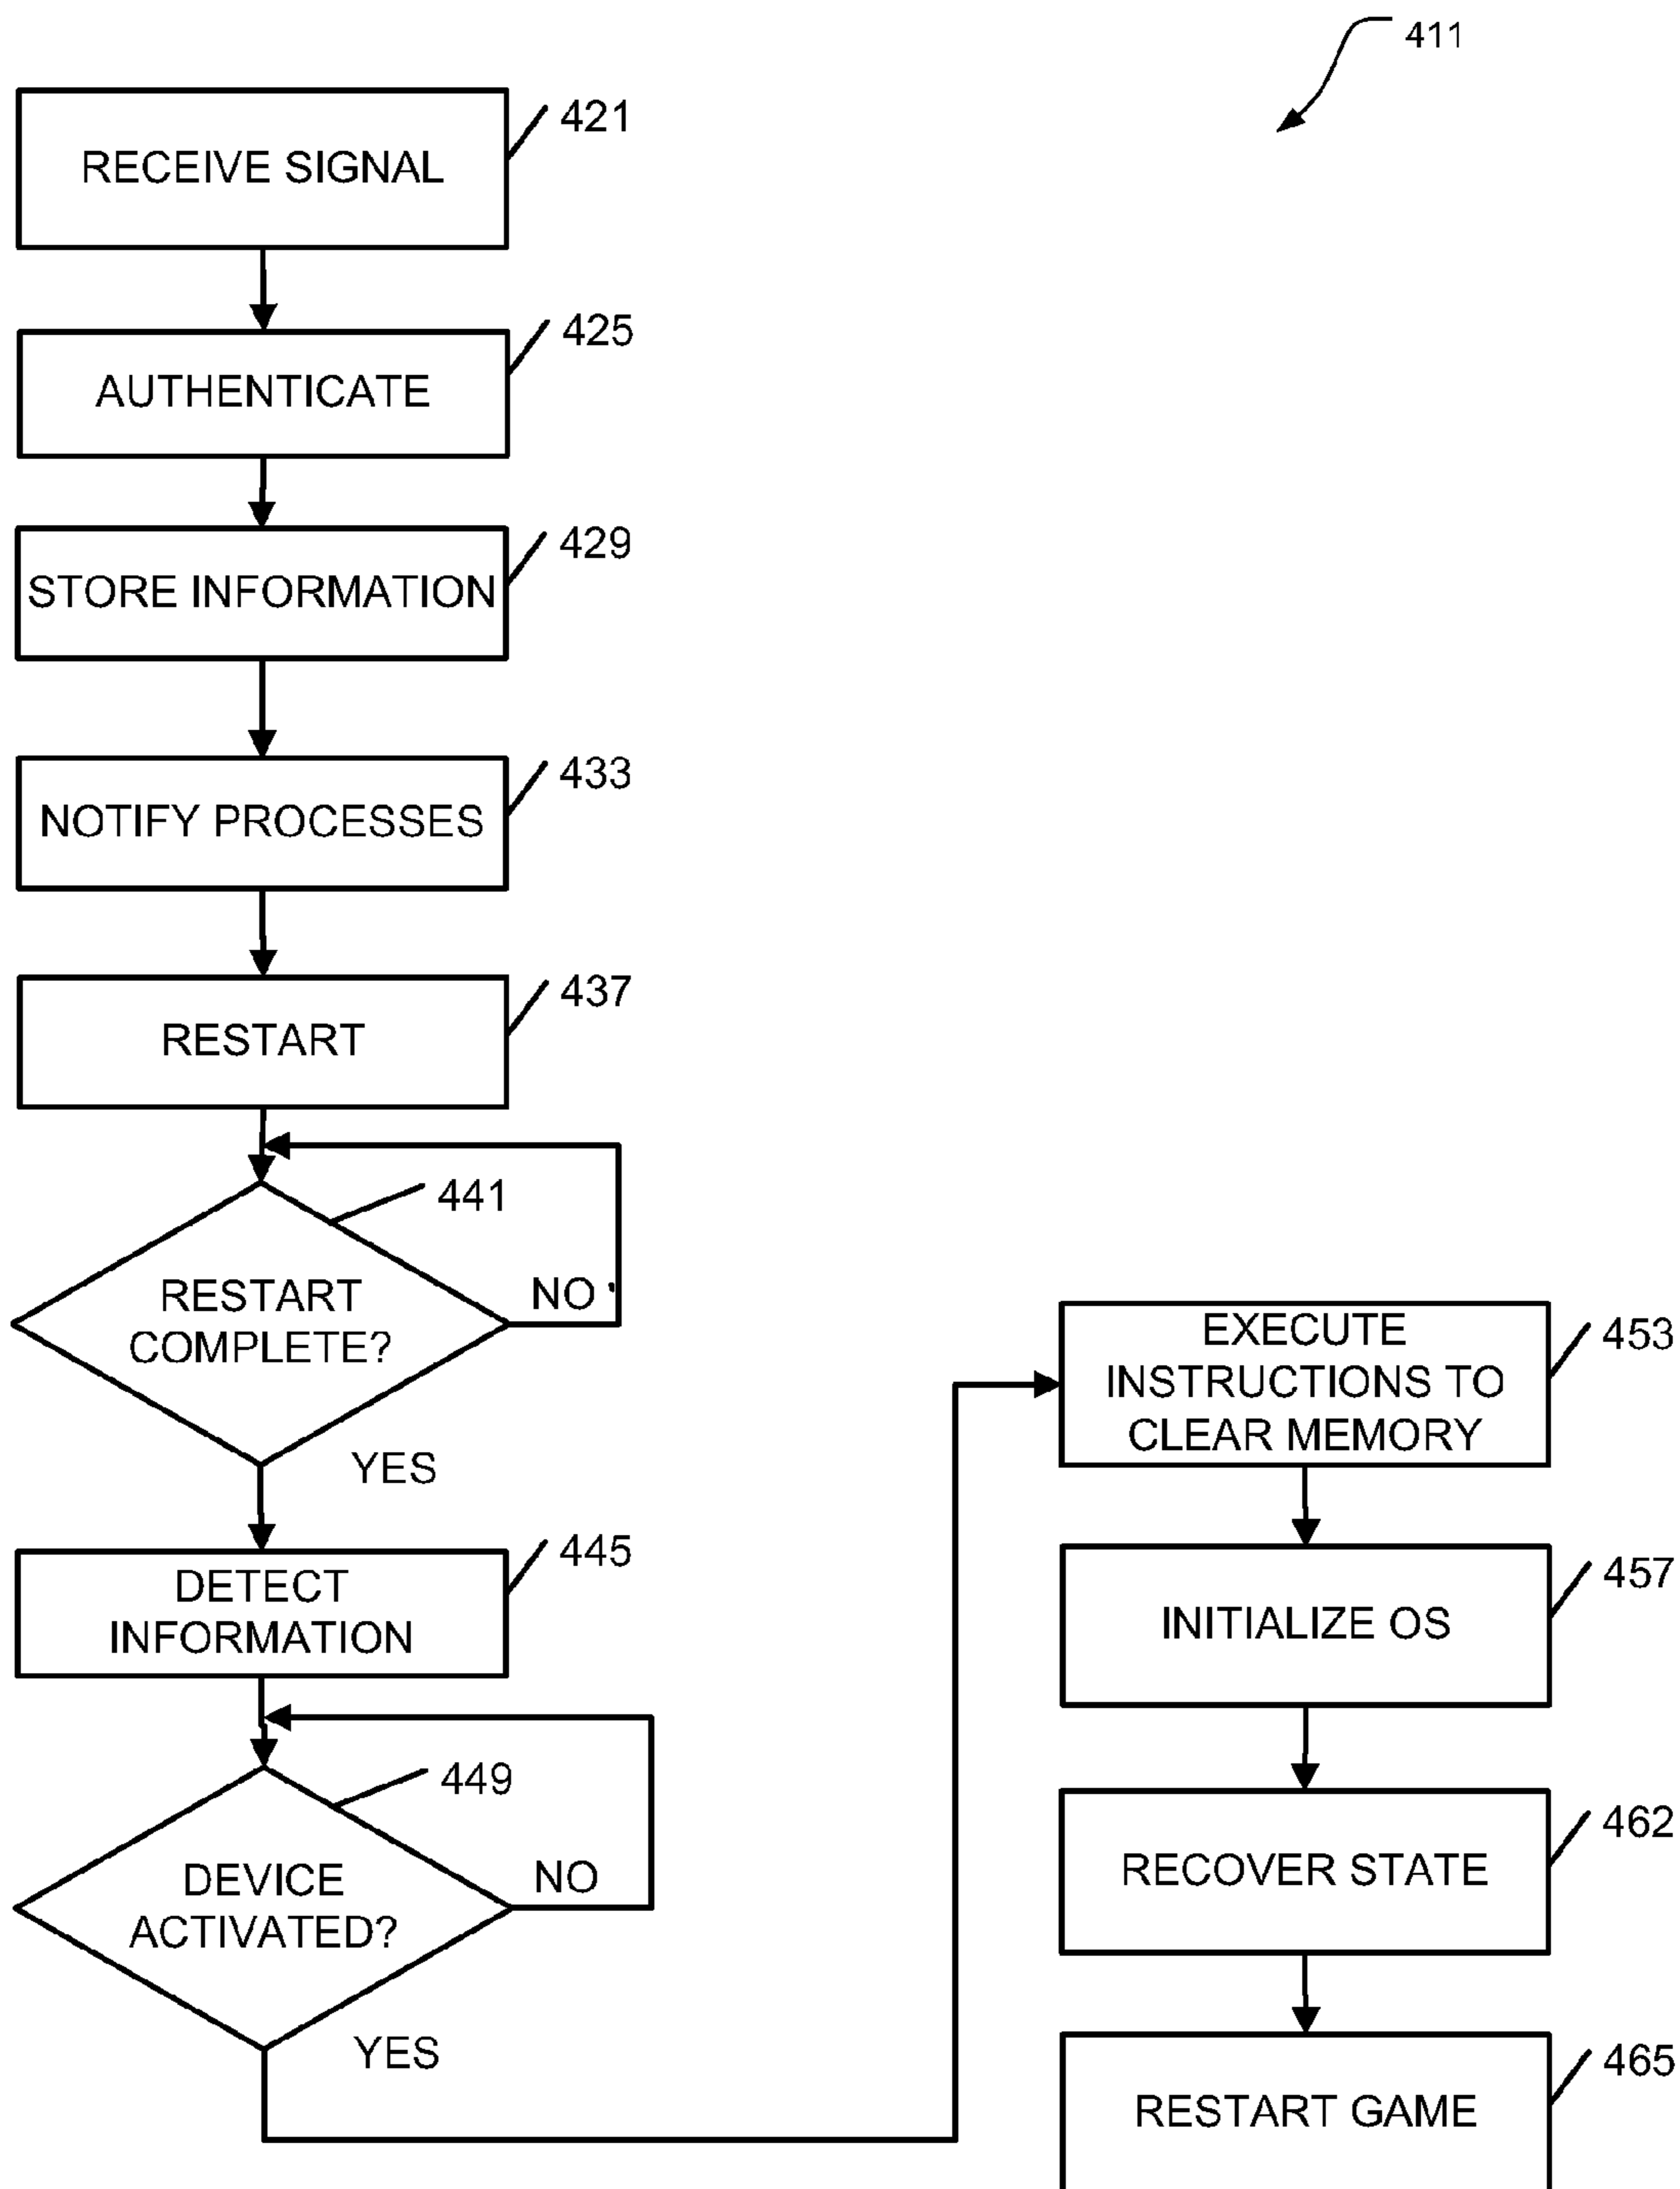 411
RECEIVE SIGNAL
421
AUTHENTICATE
425
STORE INFORMATION
429
NOTIFY PROCESSES
433
RESTART
437
441
RESTART
COMPLETE?
NO
YES
DETECT
INFORMATION
445
449
DEVICE
ACTIVATED?
NO
YES
EXECUTE
INSTRUCTIONS TO
CLEAR MEMORY
453
INITIALIZE OS
457
RECOVER STATE
462
RESTART GAME
465